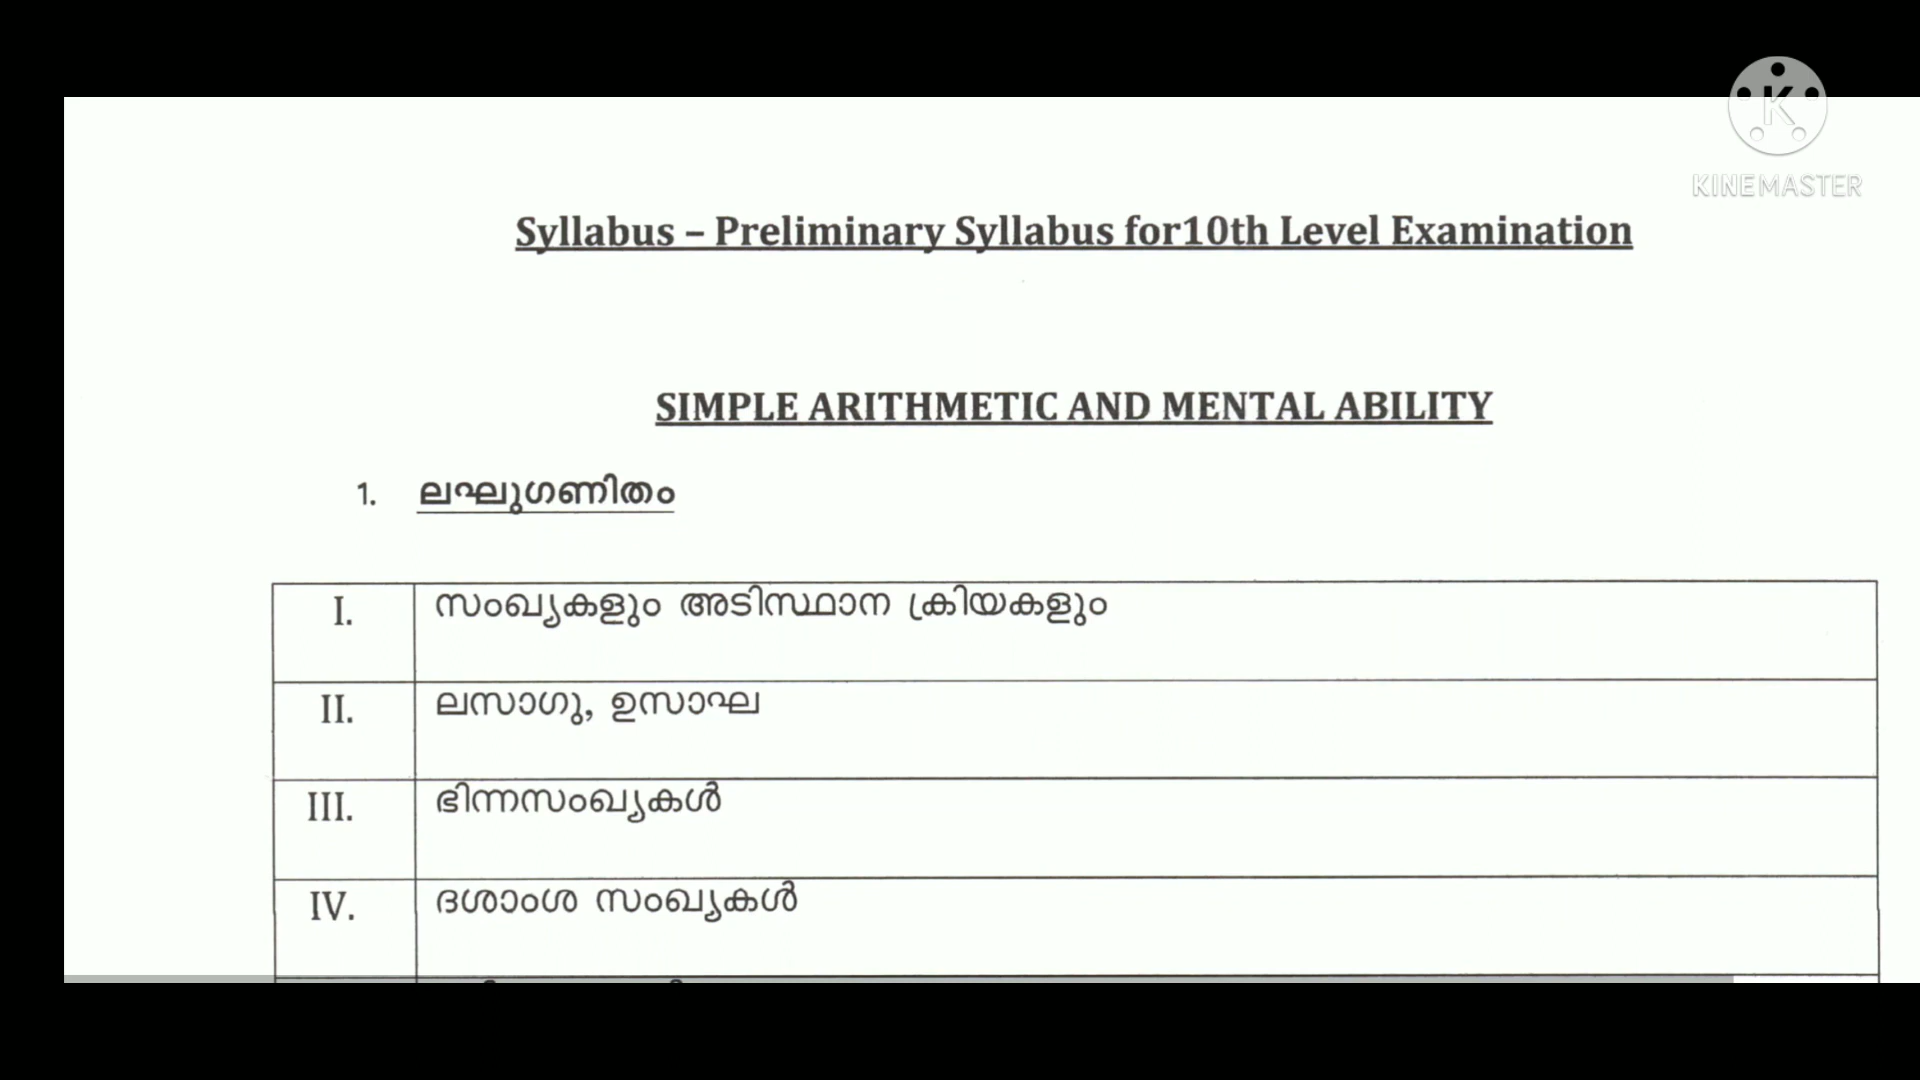 KINEMASTER
Syllabus – Preliminary Syllabus for10th Level Examination
SIMPLE ARITHMETIC AND MENTAL ABILITY
1. ലഘുഗണിതം
I. സംഖ്യകളും അടിസ്ഥാന ക്രിയകളും
II. ലസാഗു, ഉസാഘ
III. ഭിന്നസംഖ്യകൾ
IV. ദശാംശ സംഖ്യകൾ